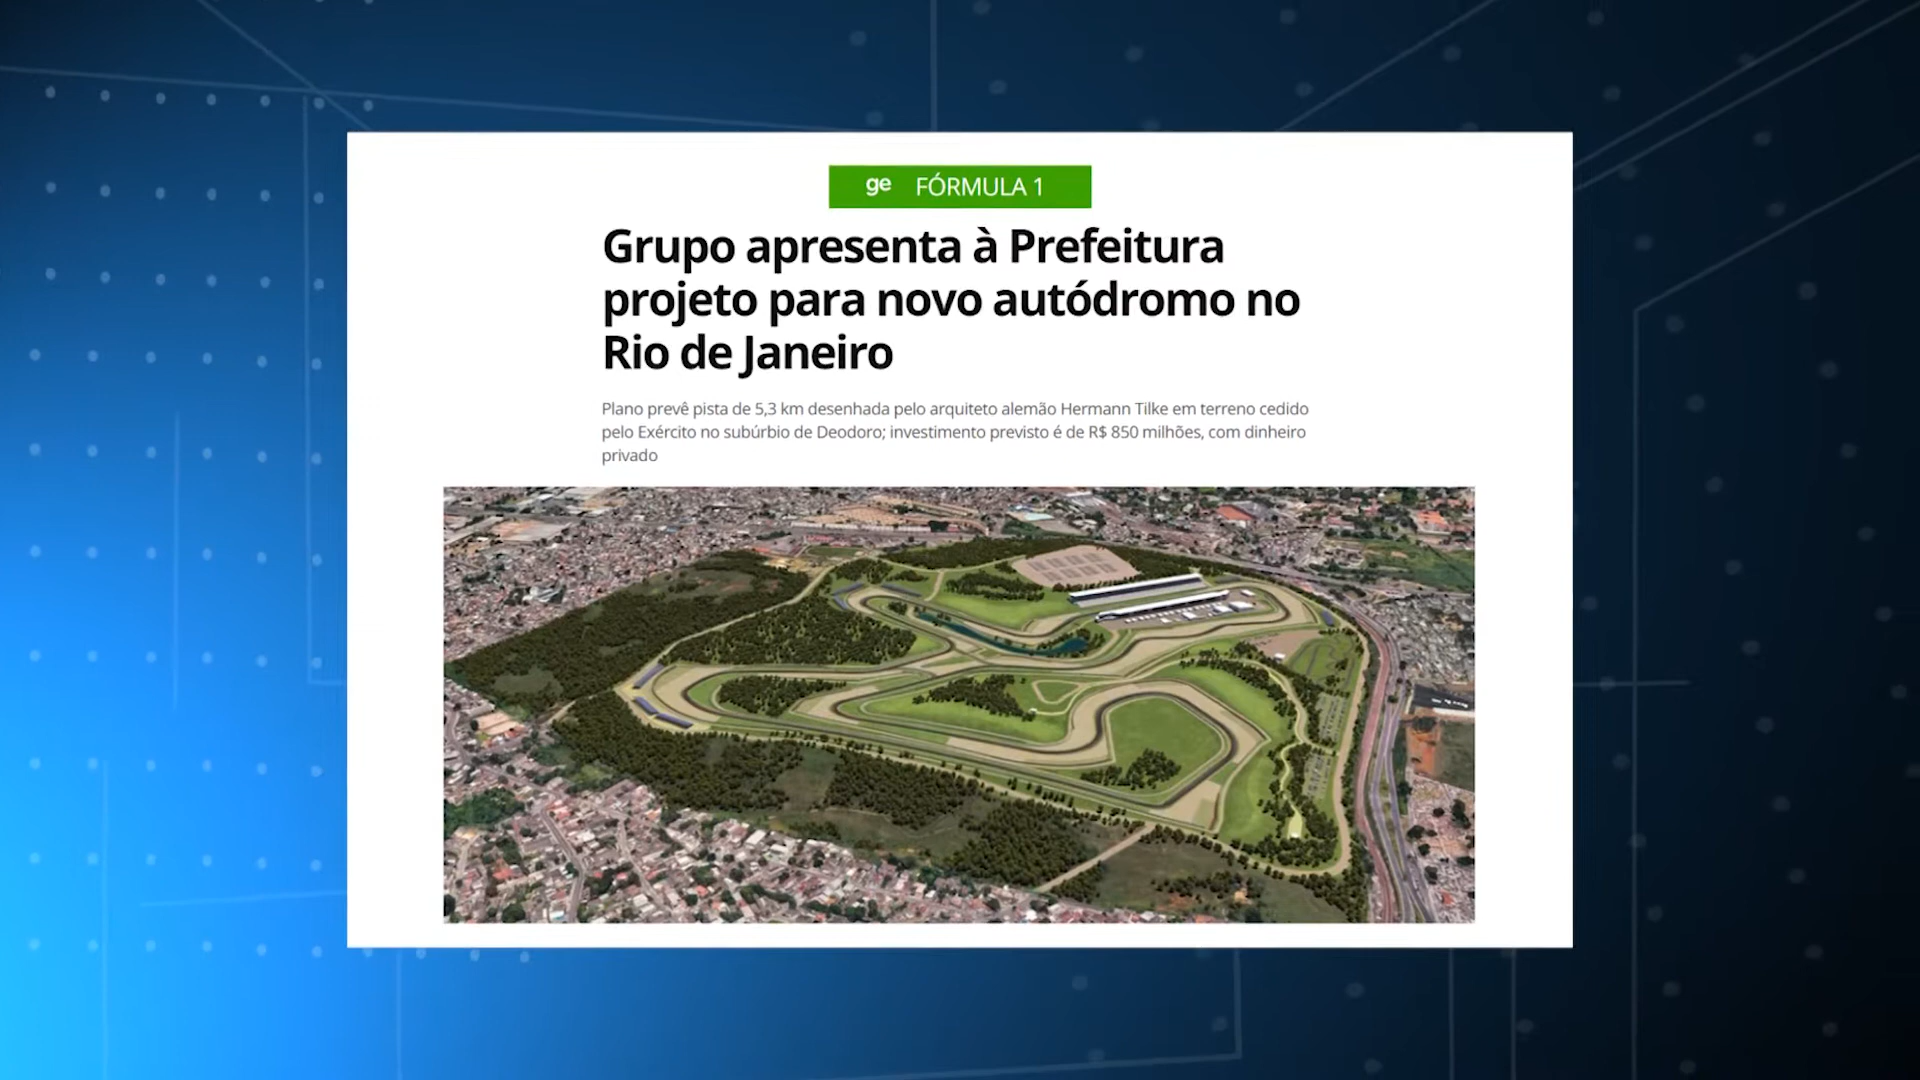 ge FÓRMULA 1
Grupo apresenta à Prefeitura
projeto para novo autódromo no
Rio de Janeiro
Plano prevê pista de 5,3 km desenhada pelo arquiteto alemão Hermann Tilke em terreno cedido
pelo Exército no subúrbio de Deodoro; investimento previsto é de R$ 850 milhões, com dinheiro
privado